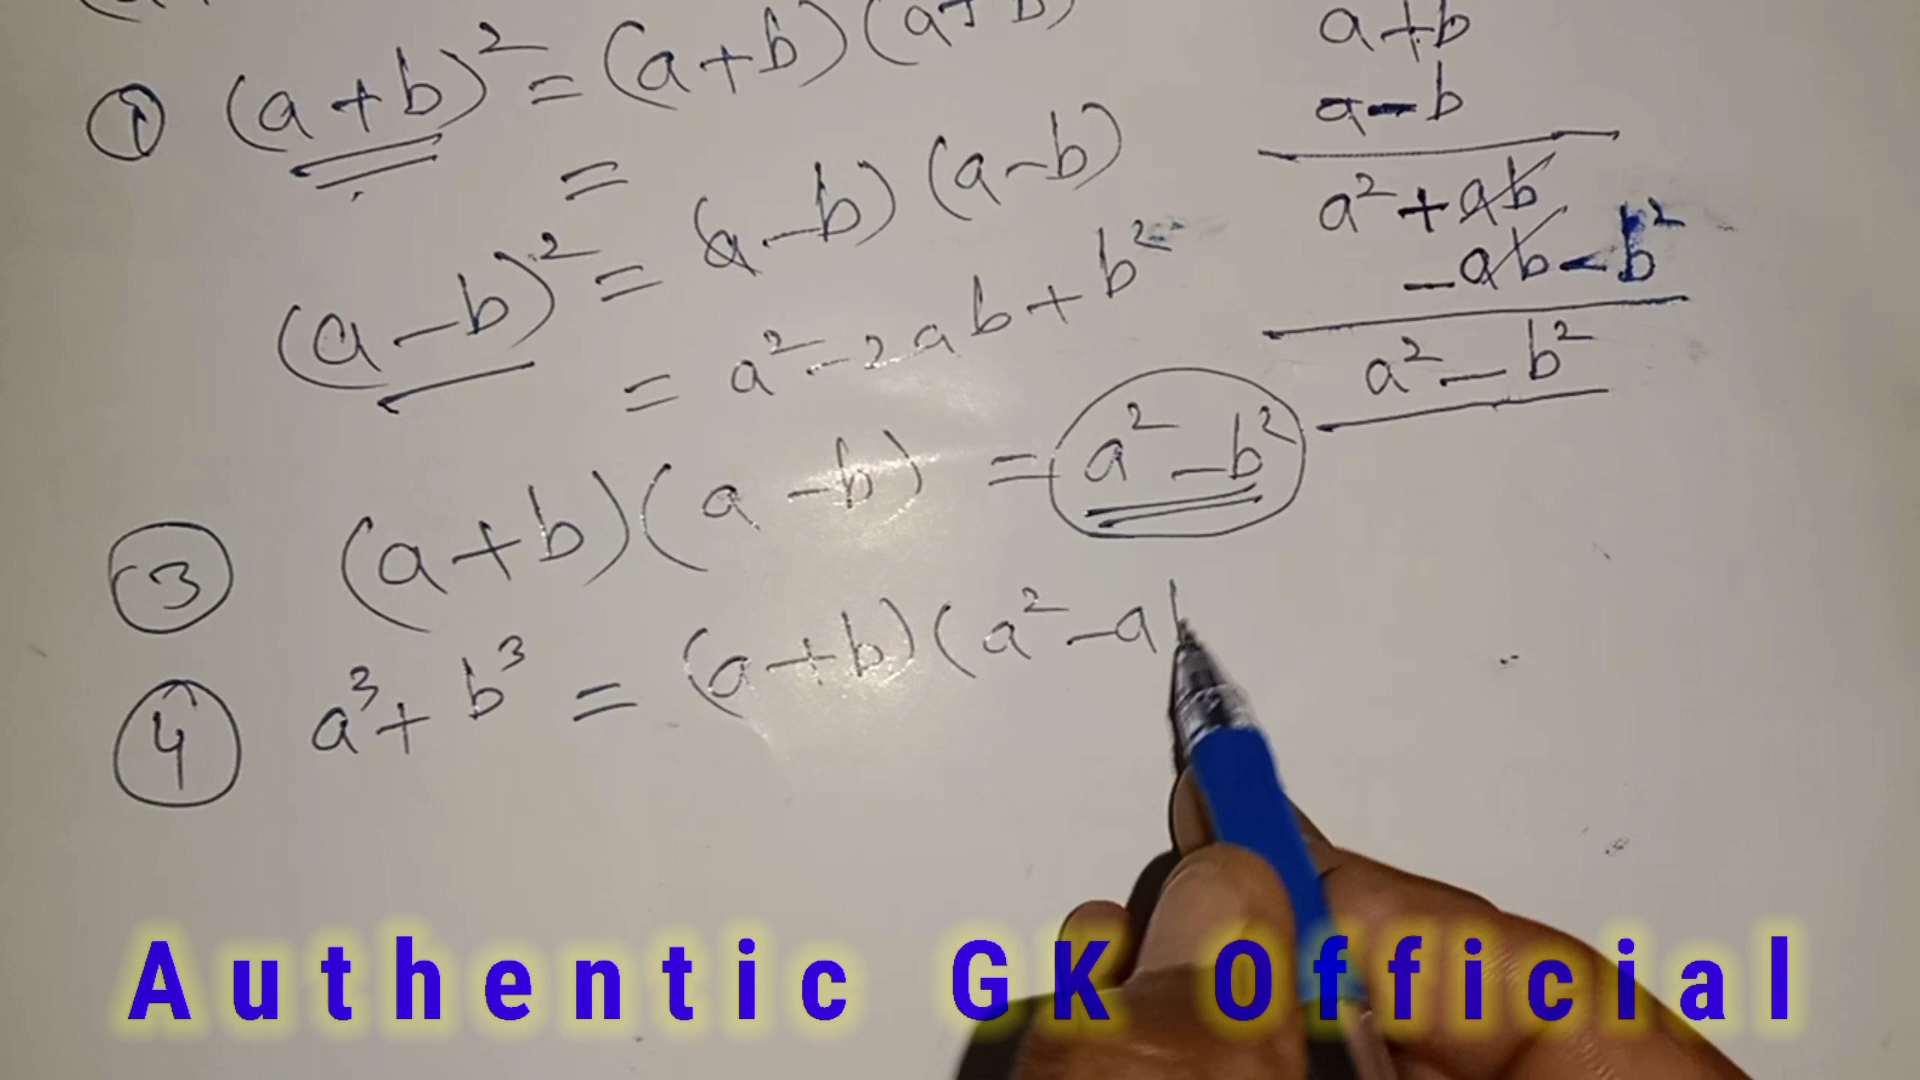 ① (a+b)² = (a+b)(a+b)
=
(a-b)² = (a-b)(a-b)
= a²-2ab+b²
③ (a+b)(a-b) = a²-b²
④ a³+b³ = (a+b)(a²-ab
a+b
a-b
a²+ab
-ab-b²
a²-b²
Authentic GK Official